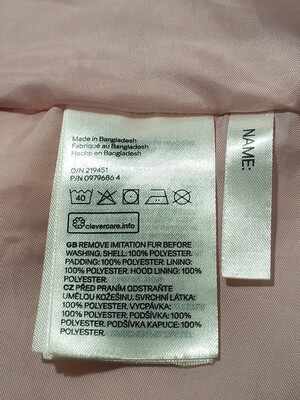 Made in Bangladesh
Fabriqué au Bangladesh
Hecho en Bangladesh
O/N 219451
P/N 0979686 4
40
clevercare.info
GB REMOVE IMITATION FUR BEFORE
WASHING. SHELL: 100% POLYESTER.
PADDING: 100% POLYESTER. LINING:
100% POLYESTER. HOOD LINING: 100%
POLYESTER.
CZ PŘED PRANÍM ODSTRAŇTE
UMĚLOU KOŽEŠINU. SVRCHNÍ LÁTKA:
100% POLYESTER. VYCPÁVKA:
100% POLYESTER. PODŠÍVKA: 100%
POLYESTER. PODŠÍVKA KAPUCE: 100%
POLYESTER.
NAME: